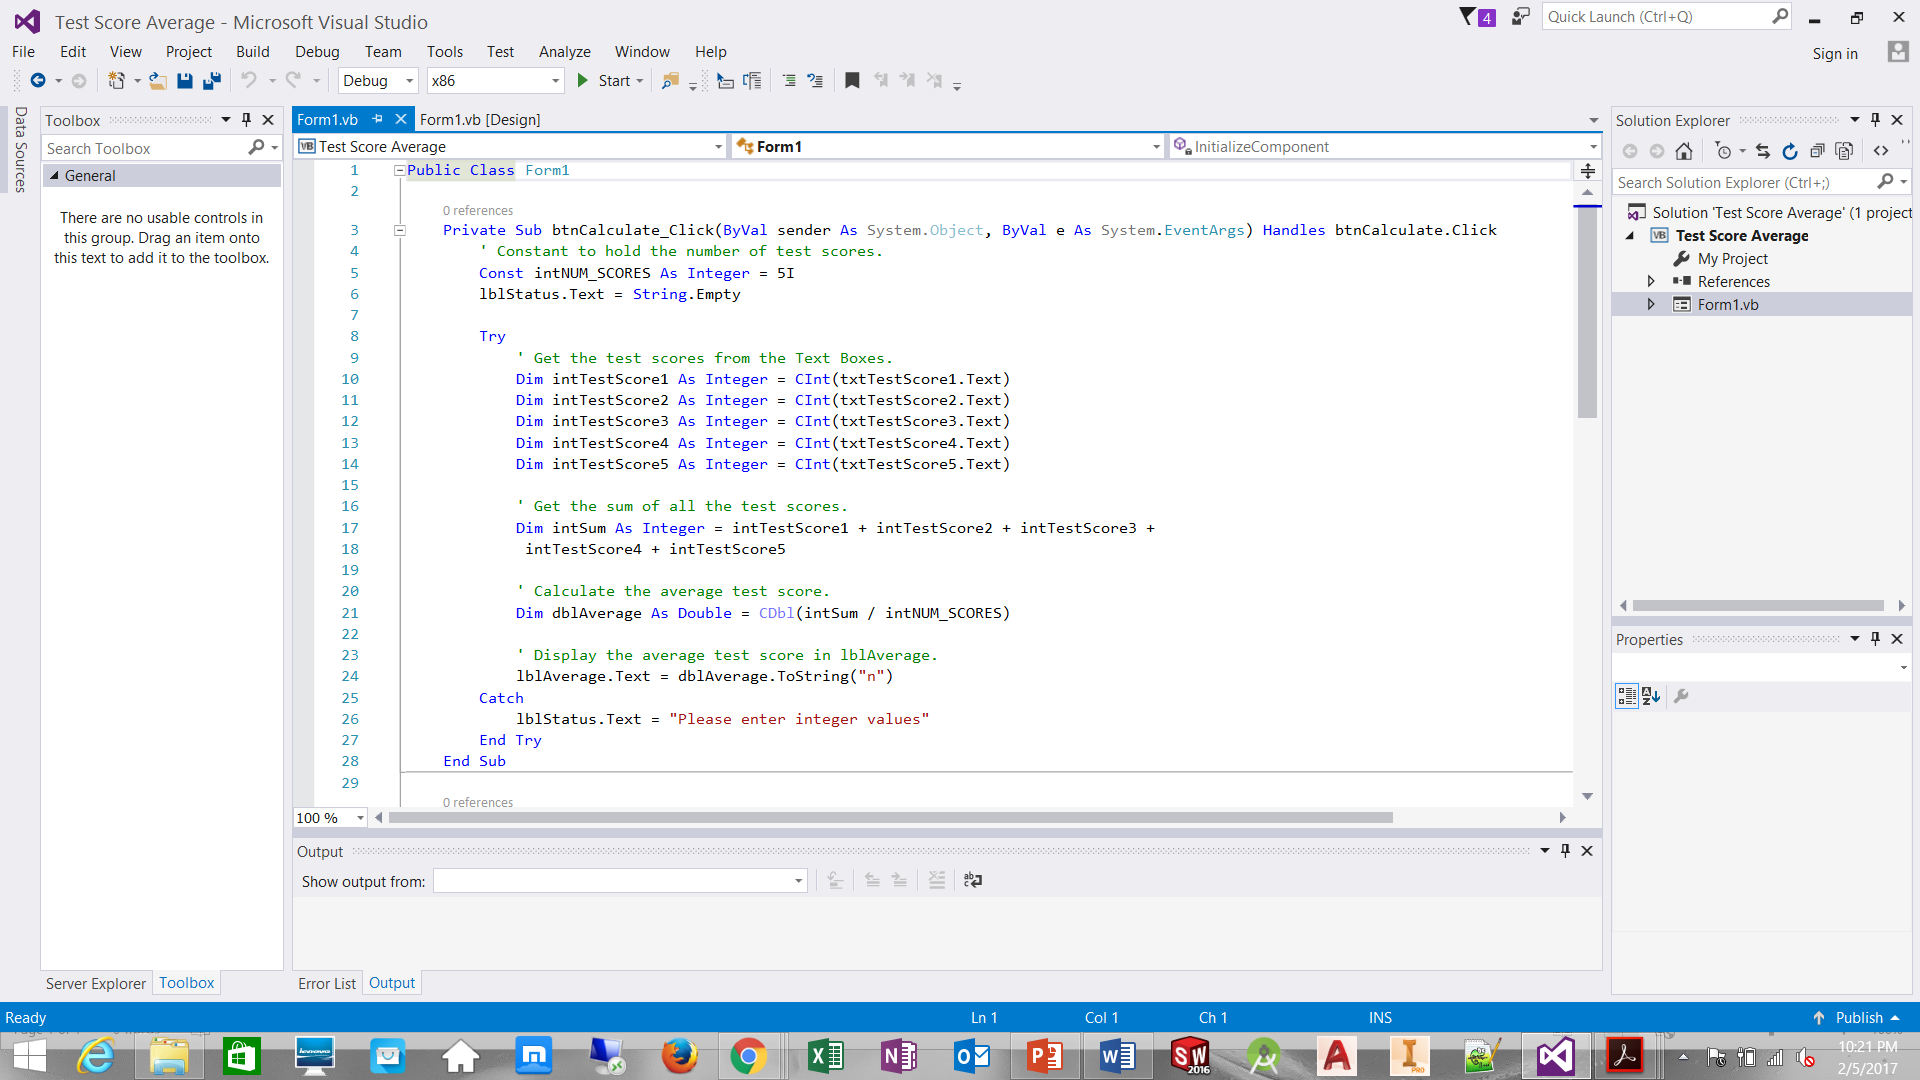 Test Score Average - Microsoft Visual Studio
4
Quick Launch (Ctrl+Q)
File Edit View Project Build Debug Team Tools Test Analyze Window Help
Sign in
Debug x86 Start
Data Sources
Toolbox
Search Toolbox
General
There are no usable controls in
this group. Drag an item onto
this text to add it to the toolbox.
Server Explorer Toolbox
Form1.vb Form1.vb [Design]
VB Test Score Average Form1 InitializeComponent
1 Public Class Form1
2
0 references
3 Private Sub btnCalculate_Click(ByVal sender As System.Object, ByVal e As System.EventArgs) Handles btnCalculate.Click
4 ' Constant to hold the number of test scores.
5 Const intNUM_SCORES As Integer = 5I
6 lblStatus.Text = String.Empty
7
8 Try
9 ' Get the test scores from the Text Boxes.
10 Dim intTestScore1 As Integer = CInt(txtTestScore1.Text)
11 Dim intTestScore2 As Integer = CInt(txtTestScore2.Text)
12 Dim intTestScore3 As Integer = CInt(txtTestScore3.Text)
13 Dim intTestScore4 As Integer = CInt(txtTestScore4.Text)
14 Dim intTestScore5 As Integer = CInt(txtTestScore5.Text)
15
16 ' Get the sum of all the test scores.
17 Dim intSum As Integer = intTestScore1 + intTestScore2 + intTestScore3 +
18 intTestScore4 + intTestScore5
19
20 ' Calculate the average test score.
21 Dim dblAverage As Double = CDbl(intSum / intNUM_SCORES)
22
23 ' Display the average test score in lblAverage.
24 lblAverage.Text = dblAverage.ToString("n")
25 Catch
26 lblStatus.Text = "Please enter integer values"
27 End Try
28 End Sub
29
0 references
100 %
Output
Show output from:
Error List Output
Solution Explorer
Search Solution Explorer (Ctrl+;)
Solution 'Test Score Average' (1 project
VB Test Score Average
My Project
References
Form1.vb
Properties
Ready Ln 1 Col 1 Ch 1 INS Publish
SW
2016
PRO
10:21 PM
2/5/2017